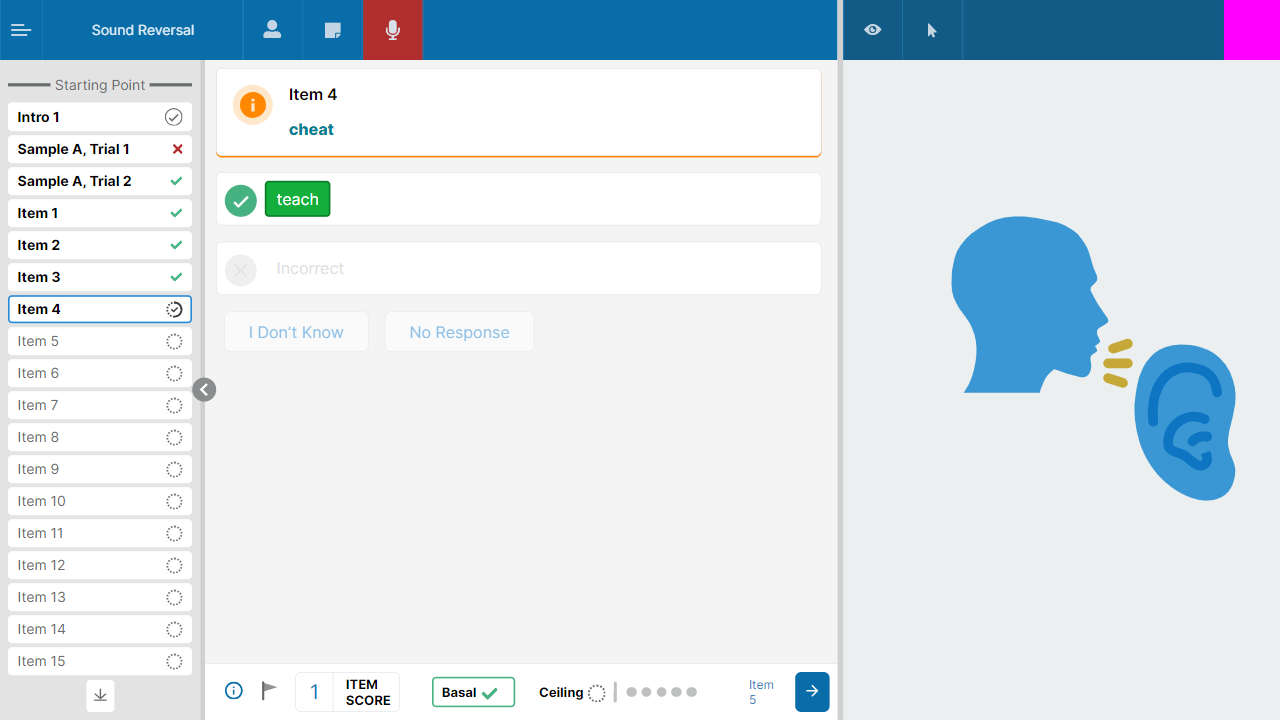 Sound Reversal
Starting Point
Intro 1
Sample A, Trial 1
Sample A, Trial 2
Item 1
Item 2
Item 3
Item 4
Item 5
Item 6
Item 7
Item 8
Item 9
Item 10
Item 11
Item 12
Item 13
Item 14
Item 15
Item 4
cheat
teach
Incorrect
I Don’t Know
No Response
1
ITEM
SCORE
Basal
Ceiling
Item
5